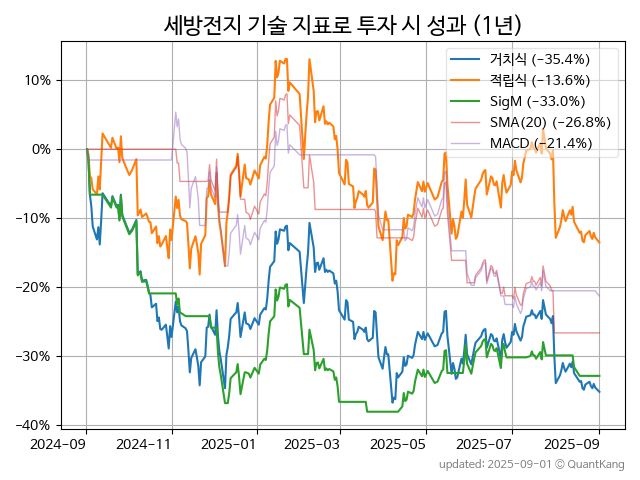 세방전지 기술 지표로 투자 시 성과 (1년)
거치식 (−35.4%)
적립식 (−13.6%)
SigM (−33.0%)
SMA(20) (−26.8%)
MACD (−21.4%)
10%
0%
−10%
−20%
−30%
−40%
2024-09 2024-11 2025-01 2025-03 2025-05 2025-07 2025-09
updated: 2025-09-01 © QuantKang